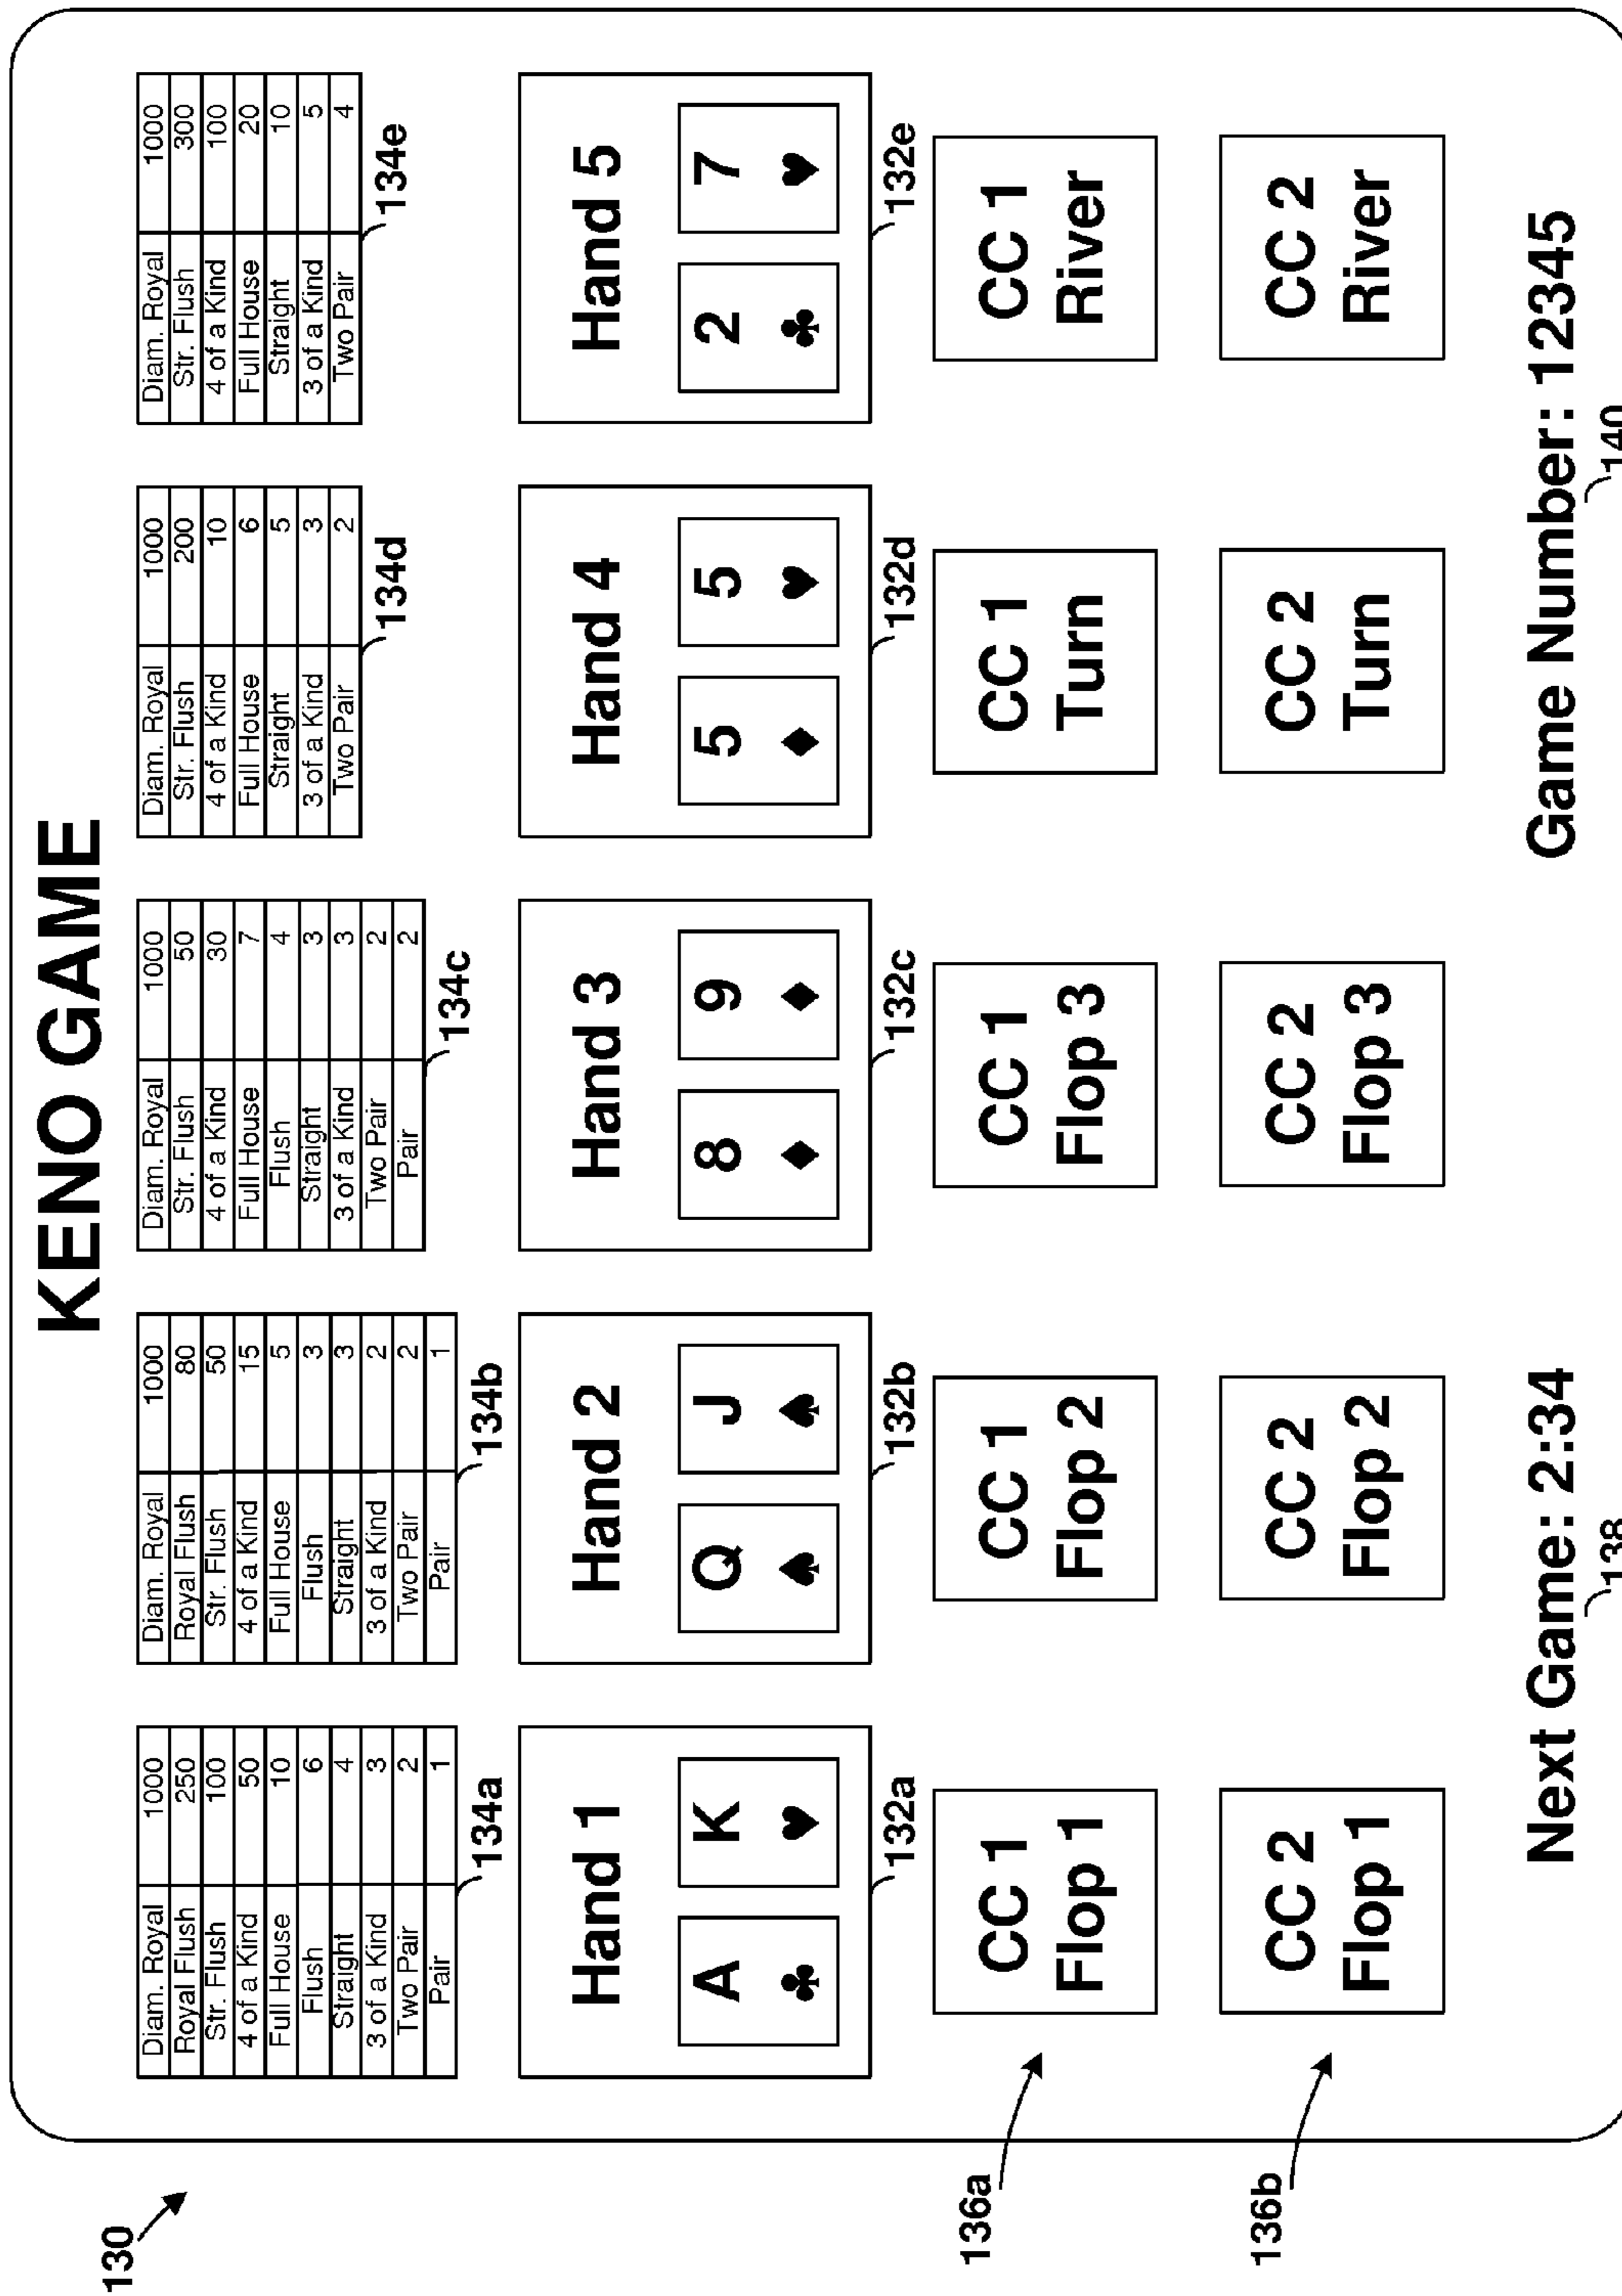 130
KENO GAME
Diam. Royal 1000
Royal Flush 250
Str. Flush 100
4 of a Kind 50
Full House 10
Flush 6
Straight 4
3 of a Kind 3
Two Pair 2
Pair 1
134a
Diam. Royal 1000
Royal Flush 80
Str. Flush 50
4 of a Kind 15
Full House 5
Flush 3
Straight 3
3 of a Kind 2
Two Pair 2
Pair 1
134b
Diam. Royal 1000
Str. Flush 50
4 of a Kind 30
Full House 7
Flush 4
Straight 3
3 of a Kind 3
Two Pair 2
Pair 2
134c
Diam. Royal 1000
Str. Flush 200
4 of a Kind 10
Full House 6
Straight 5
3 of a Kind 3
Two Pair 2
134d
Diam. Royal 1000
Str. Flush 300
4 of a Kind 100
Full House 20
Straight 10
3 of a Kind 5
Two Pair 4
134e
Hand 1
A♣ K♥
132a
Hand 2
Q♠ J♠
132b
Hand 3
8♦ 9♦
132c
Hand 4
5♦ 5♥
132d
Hand 5
2♣ 7♥
132e
136a
CC 1
Flop 1
CC 1
Flop 2
CC 1
Flop 3
CC 1
Turn
CC 1
River
136b
CC 2
Flop 1
CC 2
Flop 2
CC 2
Flop 3
CC 2
Turn
CC 2
River
Next Game: 2:34
138
Game Number: 12345
140